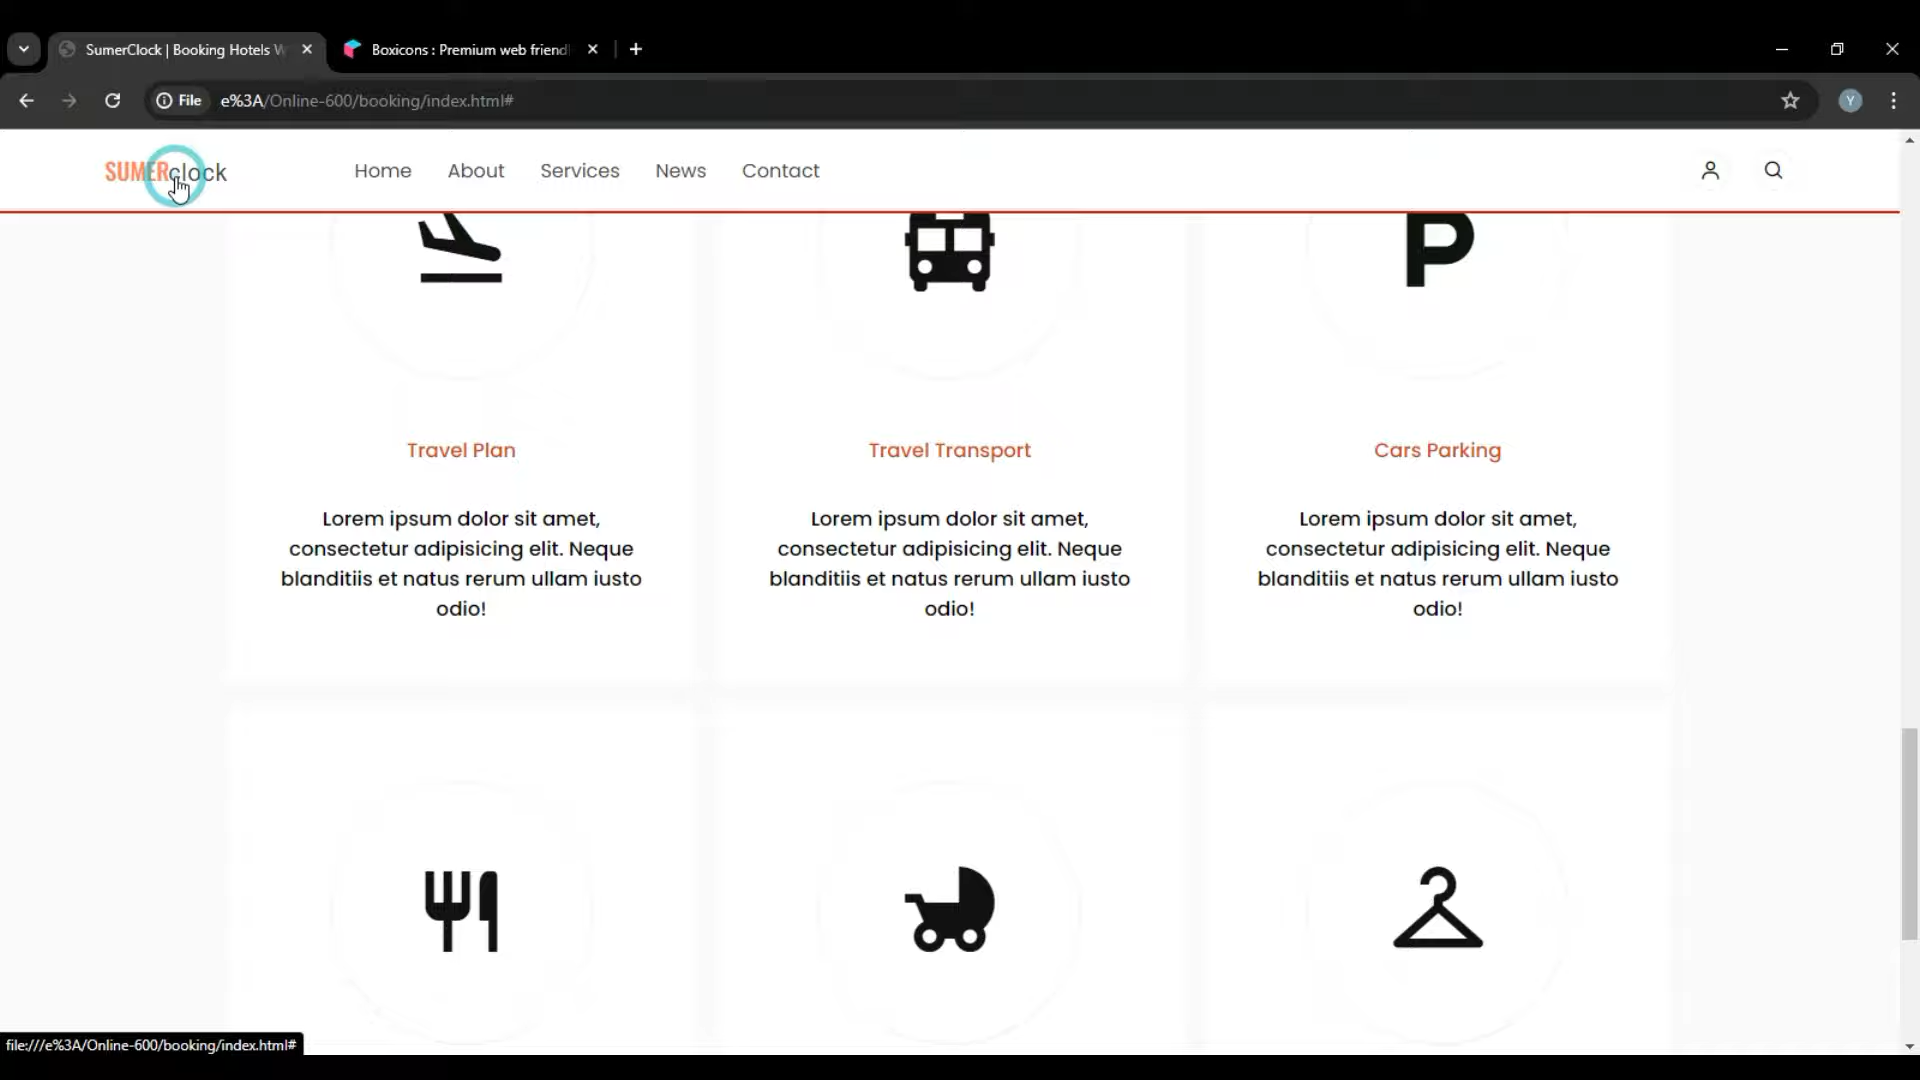 SumerClock | Booking Hotels W
Boxicons : Premium web friend
File e%3A/Online-600/booking/index.html#
Y
SUMERclock
Home About Services News Contact
P
Travel Plan
Travel Transport
Cars Parking
Lorem ipsum dolor sit amet,
consectetur adipisicing elit. Neque
blanditiis et natus rerum ullam iusto
odio!
Lorem ipsum dolor sit amet,
consectetur adipisicing elit. Neque
blanditiis et natus rerum ullam iusto
odio!
Lorem ipsum dolor sit amet,
consectetur adipisicing elit. Neque
blanditiis et natus rerum ullam iusto
odio!
file:///e%3A/Online-600/booking/index.html#